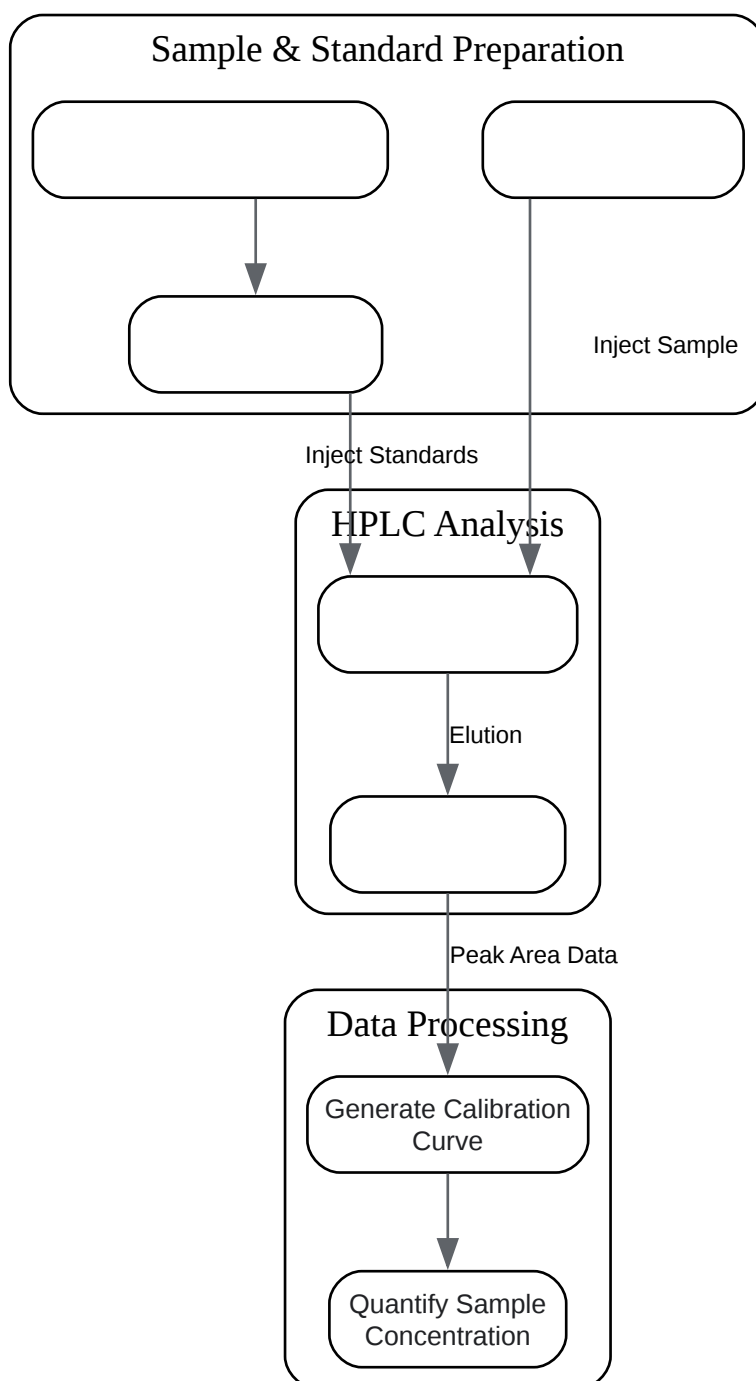 Sample & Standard Preparation
Inject Sample
Inject Standards
HPLC Analysis
Elution
Peak Area Data
Data Processing
Generate Calibration
Curve
Quantify Sample
Concentration